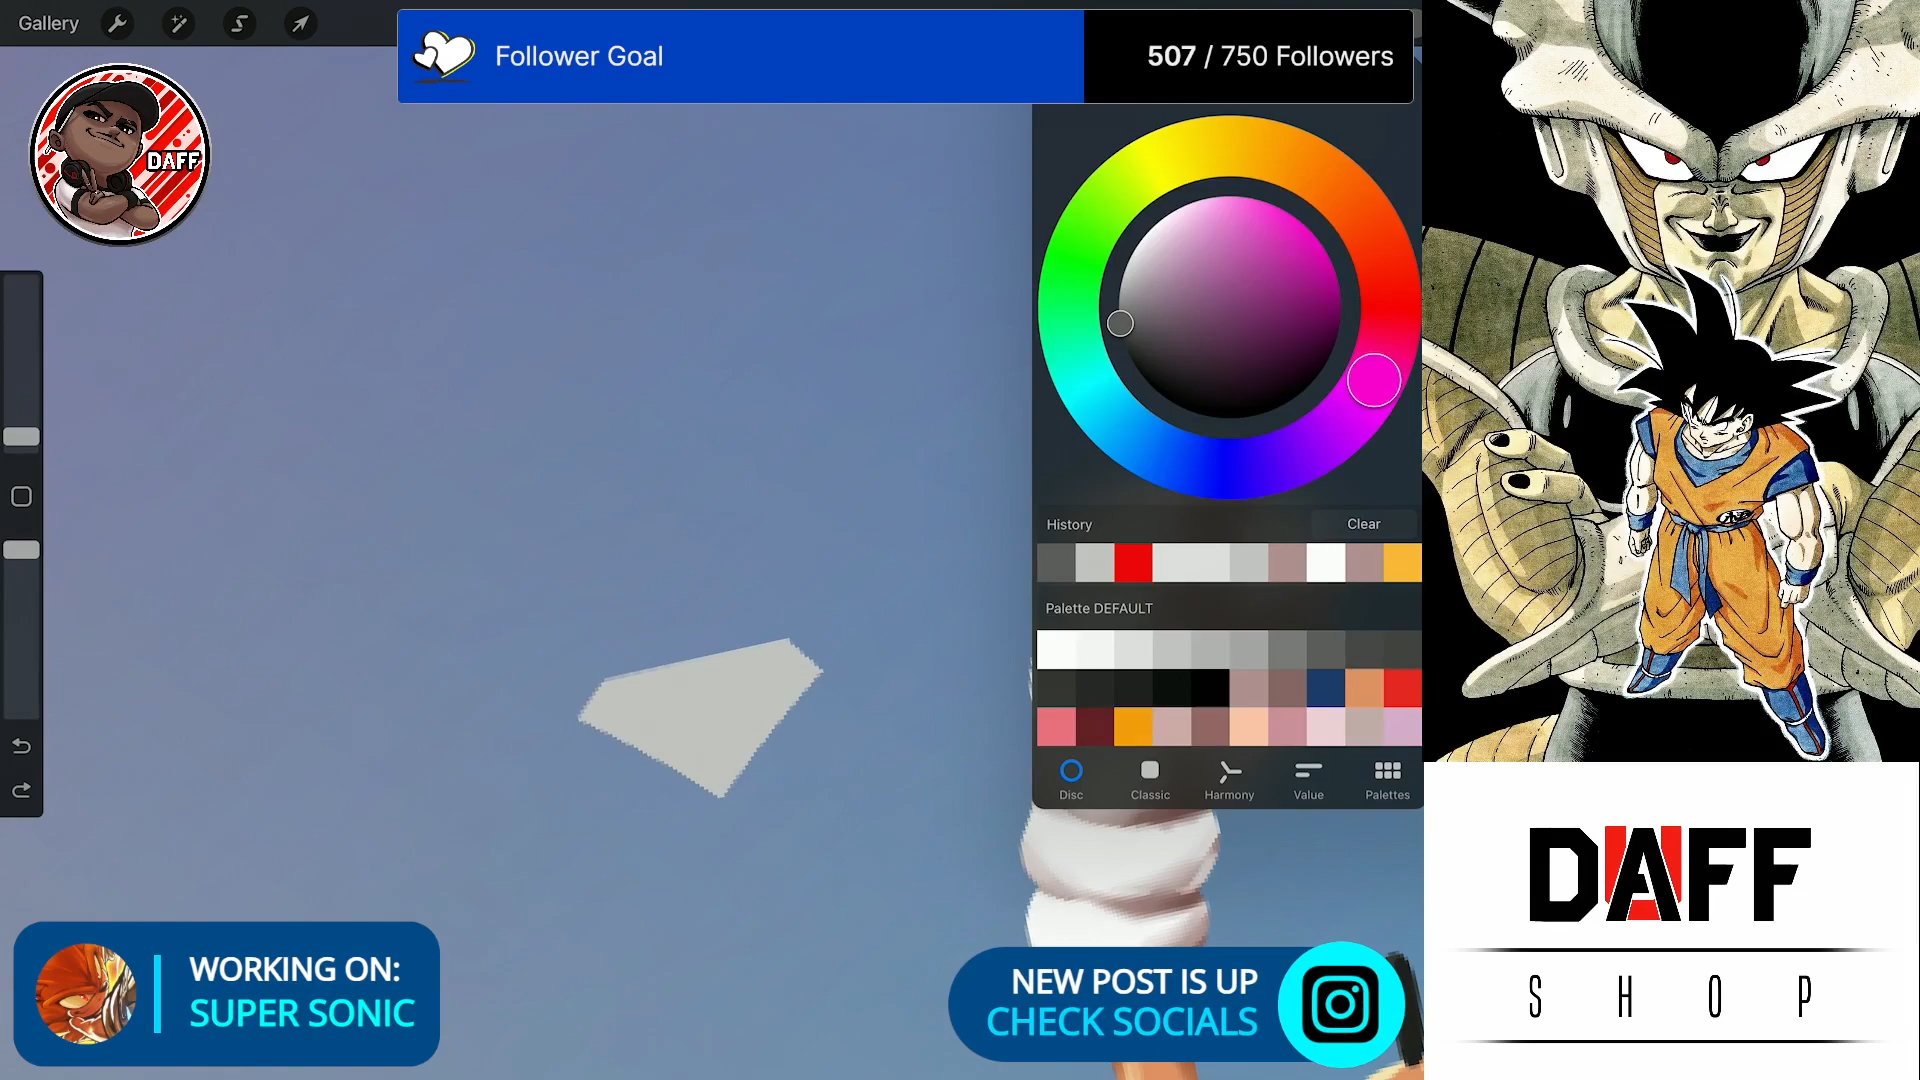 Gallery
Follower Goal
507 / 750 Followers
DAFF
History
Clear
Palette DEFAULT
Disc
Classic
Harmony
Value
Palettes
WORKING ON:
SUPER SONIC
NEW POST IS UP
CHECK SOCIALS
DAFF
SHOP